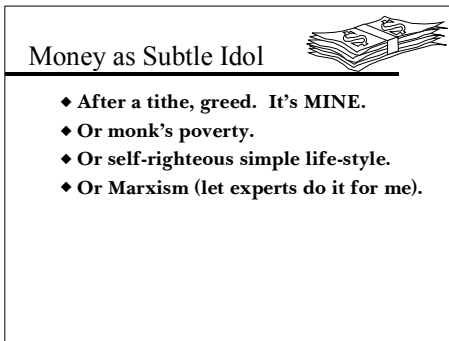 Money as Subtle Idol
◆ After a tithe, greed.  It's MINE.
◆ Or monk's poverty.
◆ Or self-righteous simple life-style.
◆ Or Marxism (let experts do it for me).